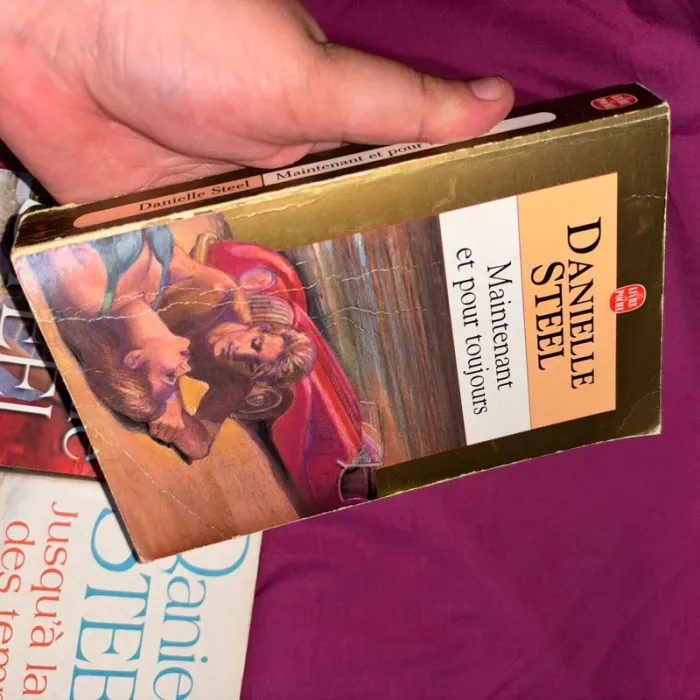 DANIELLE
STEEL
Maintenant
et pour toujours
LE LIVRE
DE POCHE
Danielle Steel
Maintenant et pour
Danie
STEE
Jusqu'à la
des tem